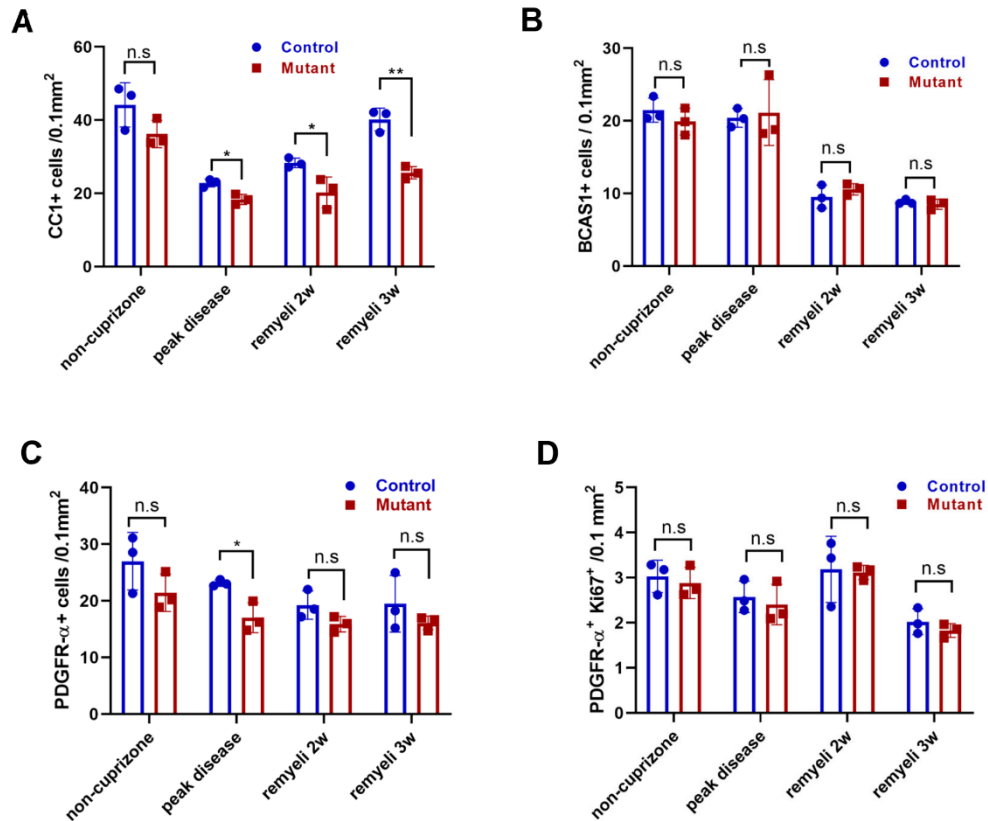 A
CC1+ cells /0.1mm²
60
40
20
0
Control
Mutant
n.s
*
*
**
non-cuprizone
peak disease
remyeli 2w
remyeli 3w
B
BCAS1+ cells / 0.1mm²
30
20
10
0
Control
Mutant
n.s
n.s
n.s
n.s
non-cuprizone
peak disease
remyeli 2w
remyeli 3w
C
PDGFR-α+ cells /0.1mm²
40
30
20
10
0
Control
Mutant
n.s
*
n.s
n.s
non-cuprizone
peak disease
remyeli 2w
remyeli 3w
D
PDGFR-α⁺ Ki67⁺ /0.1 mm²
5
4
3
2
1
0
Control
Mutant
n.s
n.s
n.s
n.s
non-cuprizone
peak disease
remyeli 2w
remyeli 3w